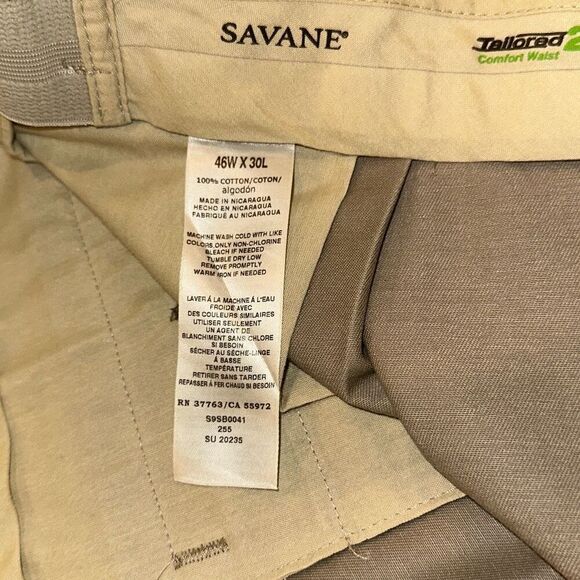 SAVANE®
Tailored 2
Comfort Waist
46W X 30L
100% COTTON/COTON/
algodón
MADE IN NICARAGUA
HECHO EN NICARAGUA
FABRIQUÉ AU NICARAGUA
MACHINE WASH COLD WITH LIKE
COLORS,ONLY NON-CHLORINE
BLEACH IF NEEDED
TUMBLE DRY LOW
REMOVE PROMPTLY
WARM IRON IF NEEDED
LAVER Á LA MACHINE Á L'EAU
FROIDE AVEC
DES COULEURS SIMILAIRES
UTILISER SEULEMENT
UN AGENT DE
BLANCHIMENT SANS CHLORE
SI BESOIN
SÉCHER AU SÉCHE-LINGE
Á BASSE
TEMPÉRATURE
RETIRER SANS TARDER
REPASSER Á FER CHAUD SI BESOIN
RN 37763/CA 55972
S9SB0041
255
SU 20235